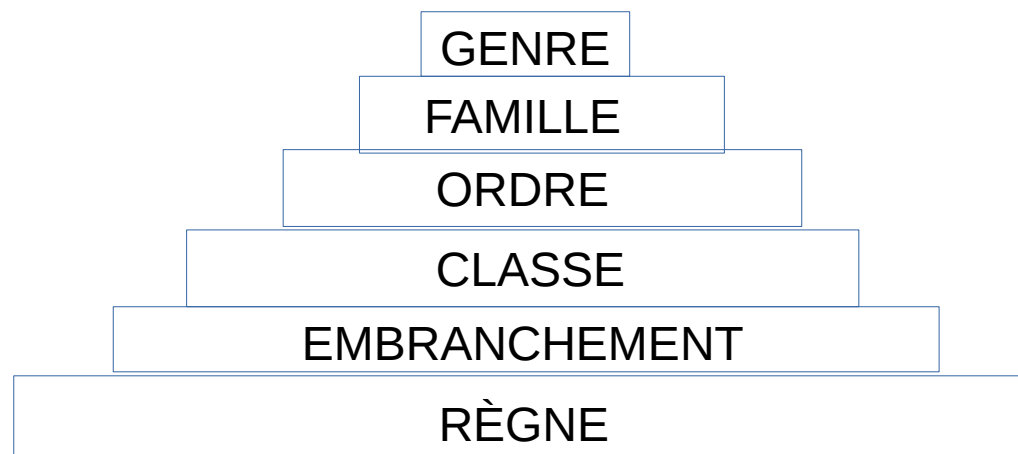 GENRE
FAMILLE
ORDRE
CLASSE
EMBRANCHEMENT
RÈGNE